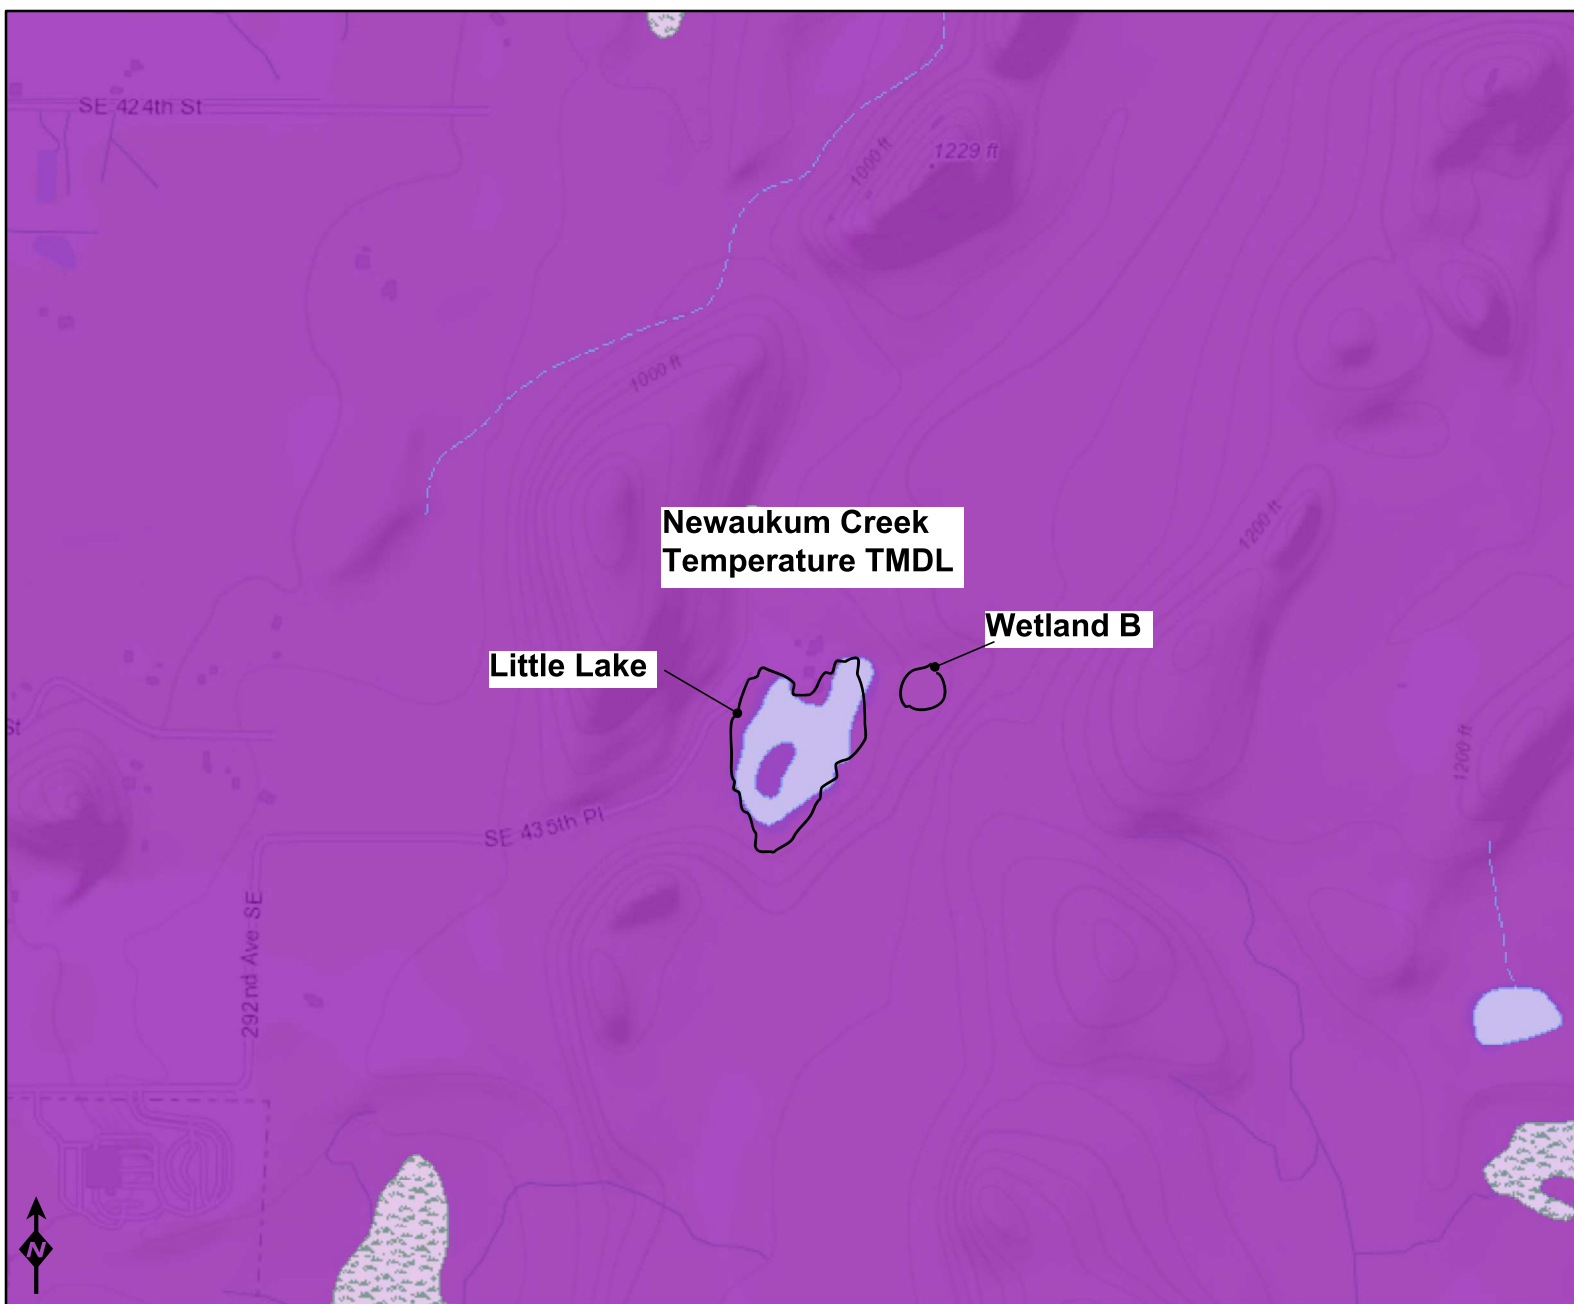 SE 424th St
1000 ft
1229 ft
1000 ft
Newaukum Creek
Temperature TMDL
1200 ft
Wetland B
Little Lake
St
1200 ft
SE 435th Pl
292nd Ave SE
N